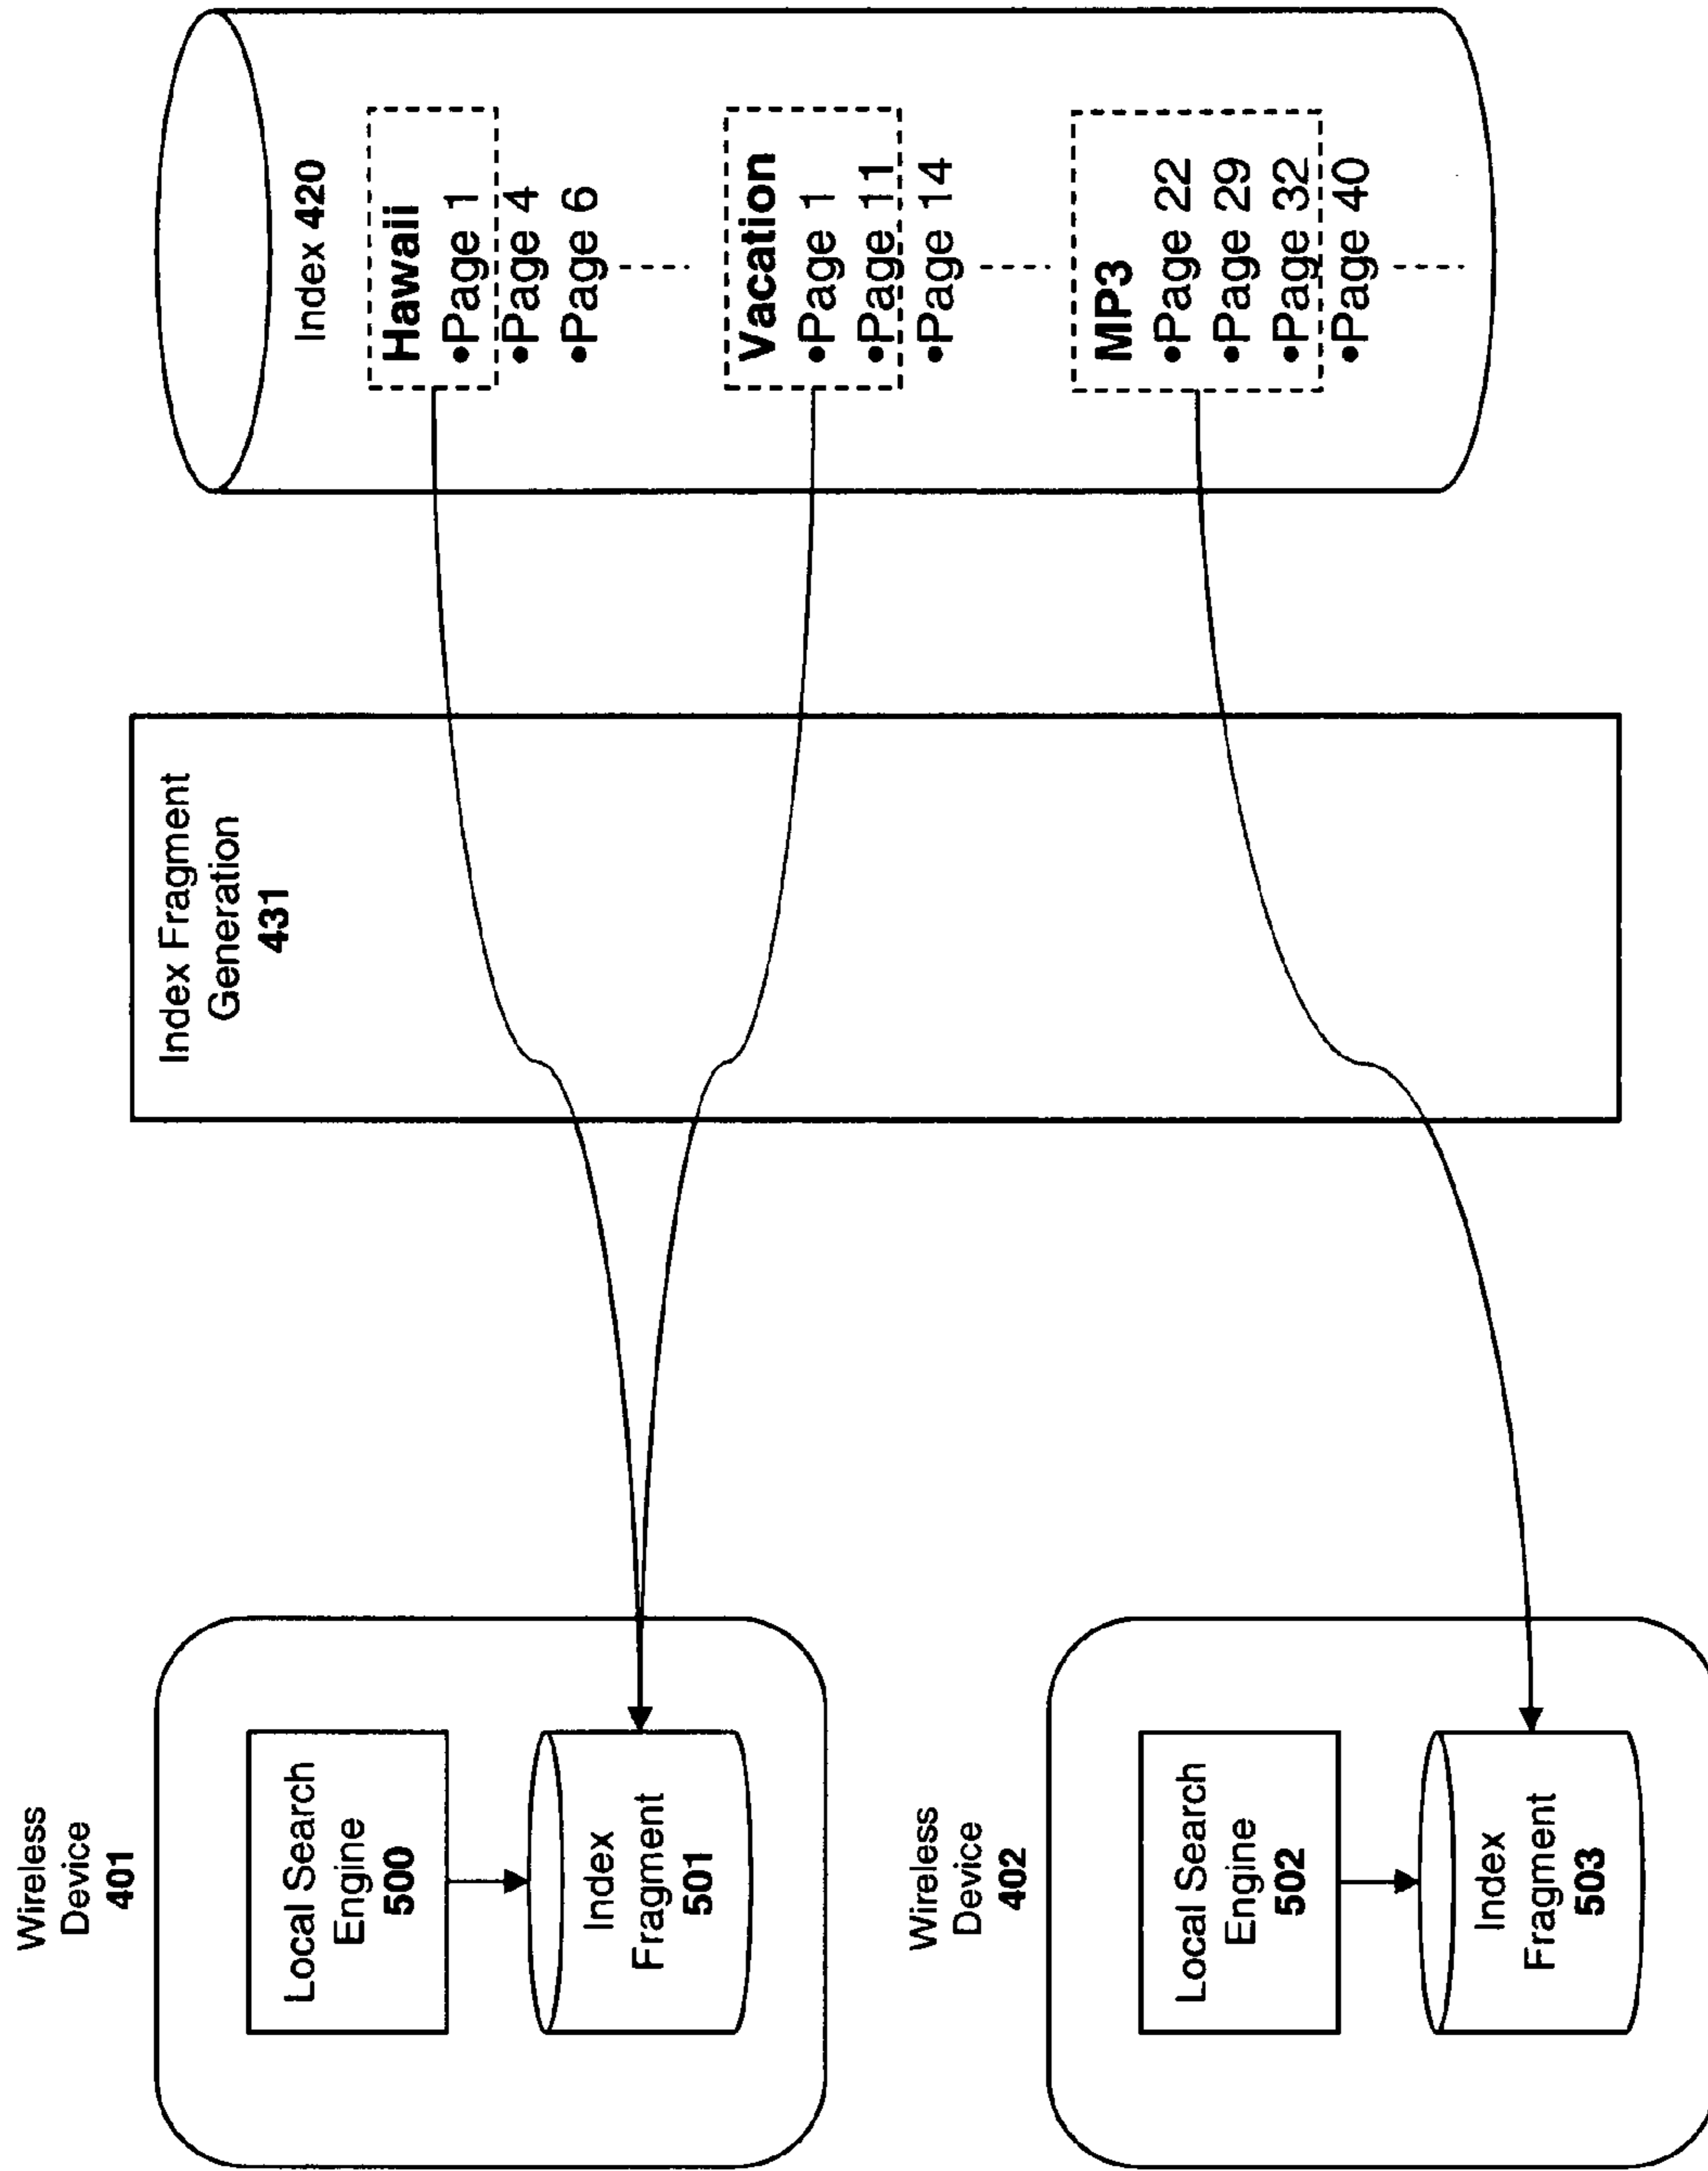 Wireless
Device
401
Local Search
Engine
500
Index
Fragment
501
Wireless
Device
402
Local Search
Engine
502
Index
Fragment
503
Index Fragment
Generation
431
Index 420
Hawaii
•Page 1
•Page 4
•Page 6
Vacation
•Page 1
•Page 11
•Page 14
MP3
•Page 22
•Page 29
•Page 32
•Page 40